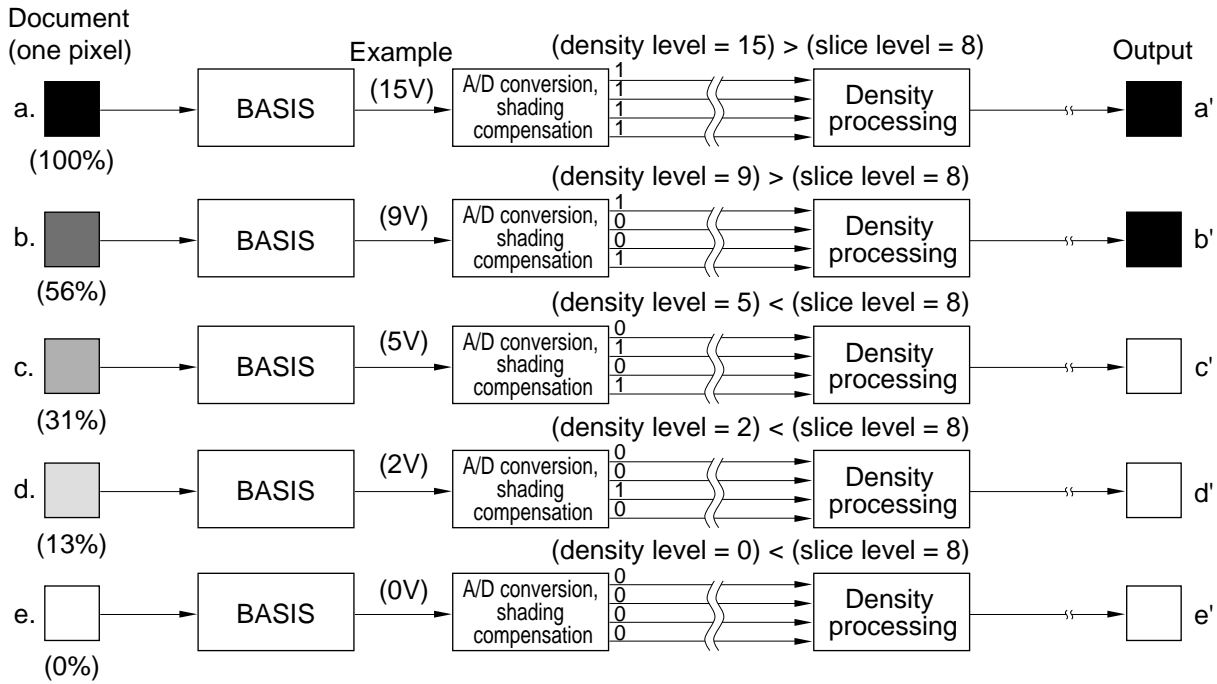 Document
(one pixel)
Example
(density level = 15) > (slice level = 8)
Output
a.
BASIS
(15V)
A/D conversion,
shading
compensation
1
1
1
1
Density
processing
a'
(100%)
(density level = 9) > (slice level = 8)
b.
BASIS
(9V)
A/D conversion,
shading
compensation
1
0
0
1
Density
processing
b'
(56%)
(density level = 5) < (slice level = 8)
c.
BASIS
(5V)
A/D conversion,
shading
compensation
0
1
0
1
Density
processing
c'
(31%)
(density level = 2) < (slice level = 8)
d.
BASIS
(2V)
A/D conversion,
shading
compensation
0
0
1
0
Density
processing
d'
(13%)
(density level = 0) < (slice level = 8)
e.
BASIS
(0V)
A/D conversion,
shading
compensation
0
0
0
0
Density
processing
e'
(0%)